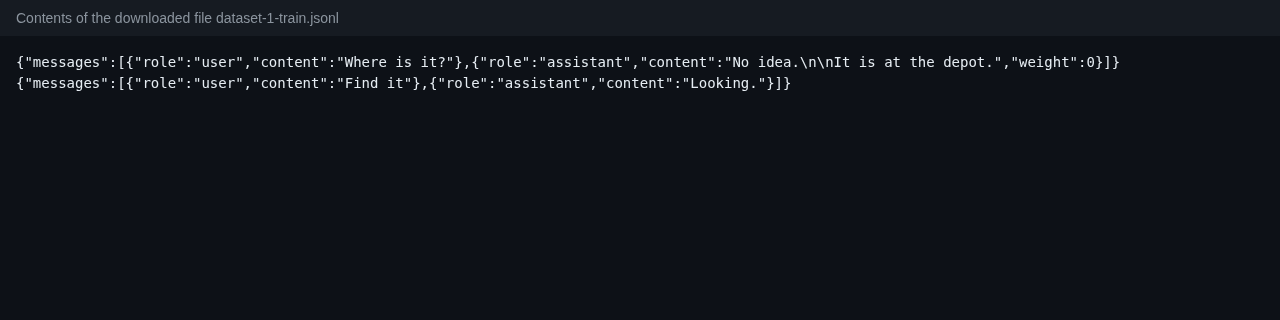 Contents of the downloaded file dataset-1-train.jsonl
{"messages":[{"role":"user","content":"Where is it?"},{"role":"assistant","content":"No idea.\n\nIt is at the depot.","weight":0}]}
{"messages":[{"role":"user","content":"Find it"},{"role":"assistant","content":"Looking."}]}